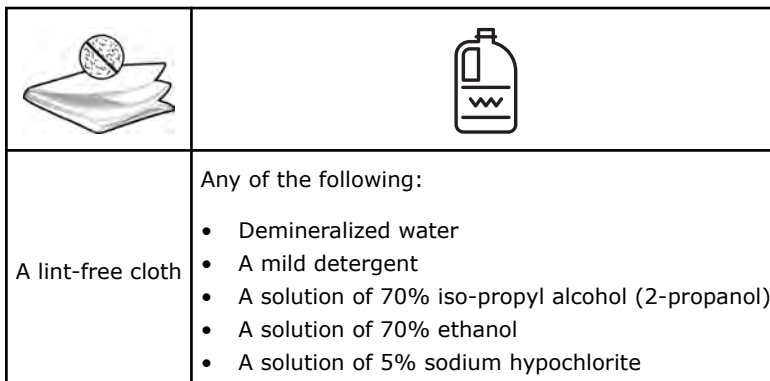 Any of the following:
• Demineralized water
• A mild detergent
A lint-free cloth
• A solution of 70% iso-propyl alcohol (2-propanol)
• A solution of 70% ethanol
• A solution of 5% sodium hypochlorite